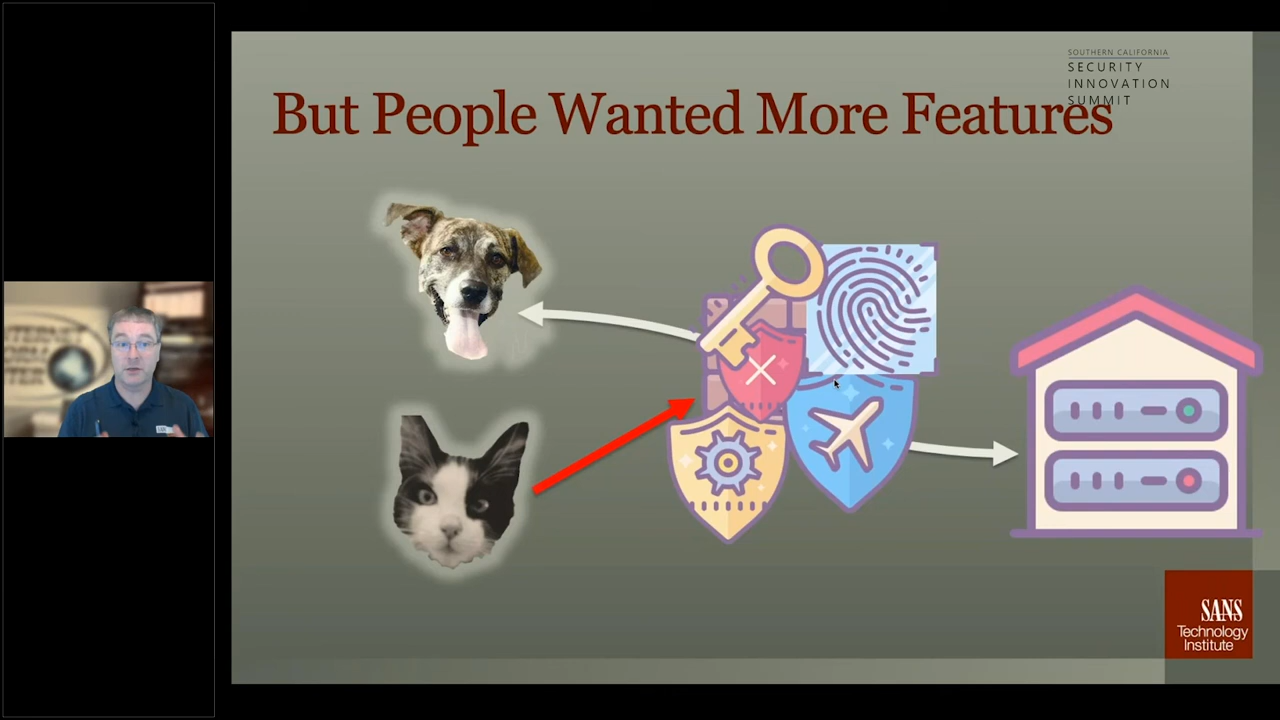 SOUTHERN CALIFORNIA
SECURITY
INNOVATION
SUMMIT
But People Wanted More Features
SANS
Technology
Institute